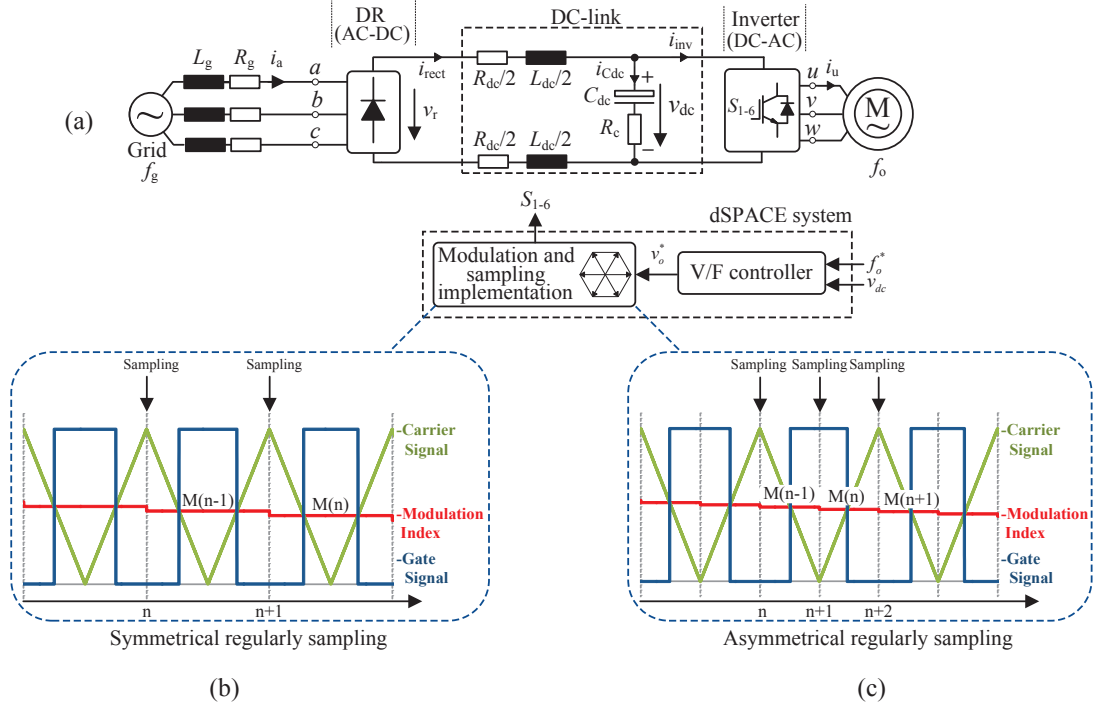 DR
(AC-DC)
DC-link
Inverter
(DC-AC)
L_g R_g i_a a
i_rect
R_dc/2 L_dc/2
i_inv
i_Cdc
+
C_dc
v_dc
R_c
−
u i_u
S_1-6
v
w
M
~
(a)
b
v_r
c
~
Grid
f_g
R_dc/2 L_dc/2
f_o
S_1-6
dSPACE system
Modulation and
sampling
implementation
v_o^*
V/F controller
f_o^*
v_dc
Sampling Sampling
-Carrier
Signal
M(n-1) M(n)
-Modulation
Index
-Gate
Signal
n n+1
Symmetrical regularly sampling
(b)
Sampling Sampling Sampling
-Carrier
Signal
M(n-1) M(n) M(n+1)
-Modulation
Index
-Gate
Signal
n n+1 n+2
Asymmetrical regularly sampling
(c)